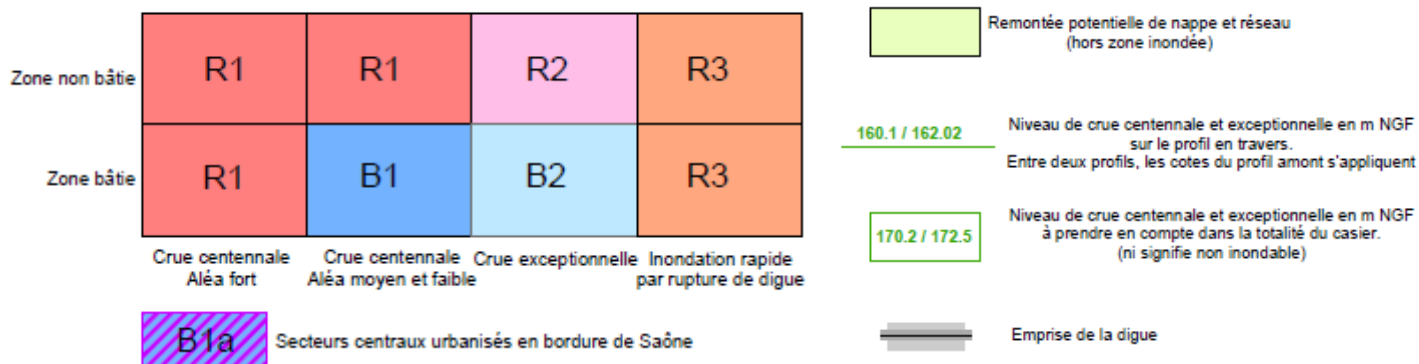 Zone non bâtie
R1
R1
R2
R3
Zone bâtie
R1
B1
B2
R3
Crue centennale
Aléa fort
Crue centennale
Aléa moyen et faible
Crue exceptionnelle
Inondation rapide
par rupture de digue
B1a
Secteurs centraux urbanisés en bordure de Saône
Remontée potentielle de nappe et réseau
(hors zone inondée)
160.1 / 162.02
Niveau de crue centennale et exceptionnelle en m NGF
sur le profil en travers.
Entre deux profils, les cotes du profil amont s'appliquent
170.2 / 172.5
Niveau de crue centennale et exceptionnelle en m NGF
à prendre en compte dans la totalité du casier.
(ni signifie non inondable)
Emprise de la digue